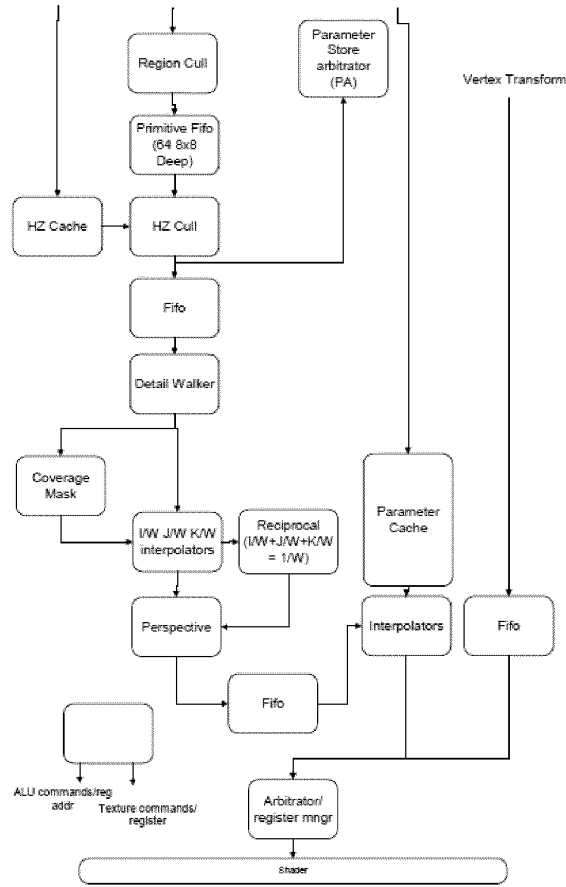 Region Cull
Parameter
Store
arbitrator
(PA)
Vertex Transform
Primitive Fifo
(64 8x8
Deep)
HZ Cache
HZ Cull
Fifo
Detail Walker
Coverage
Mask
I/W J/W K/W
interpolators
Reciprocal
(I/W+J/W+K/W
= 1/W)
Parameter
Cache
Perspective
Interpolators
Fifo
Fifo
ALU commands/reg
addr
Texture commands/
register
Arbitrator/
register mngr
Shader